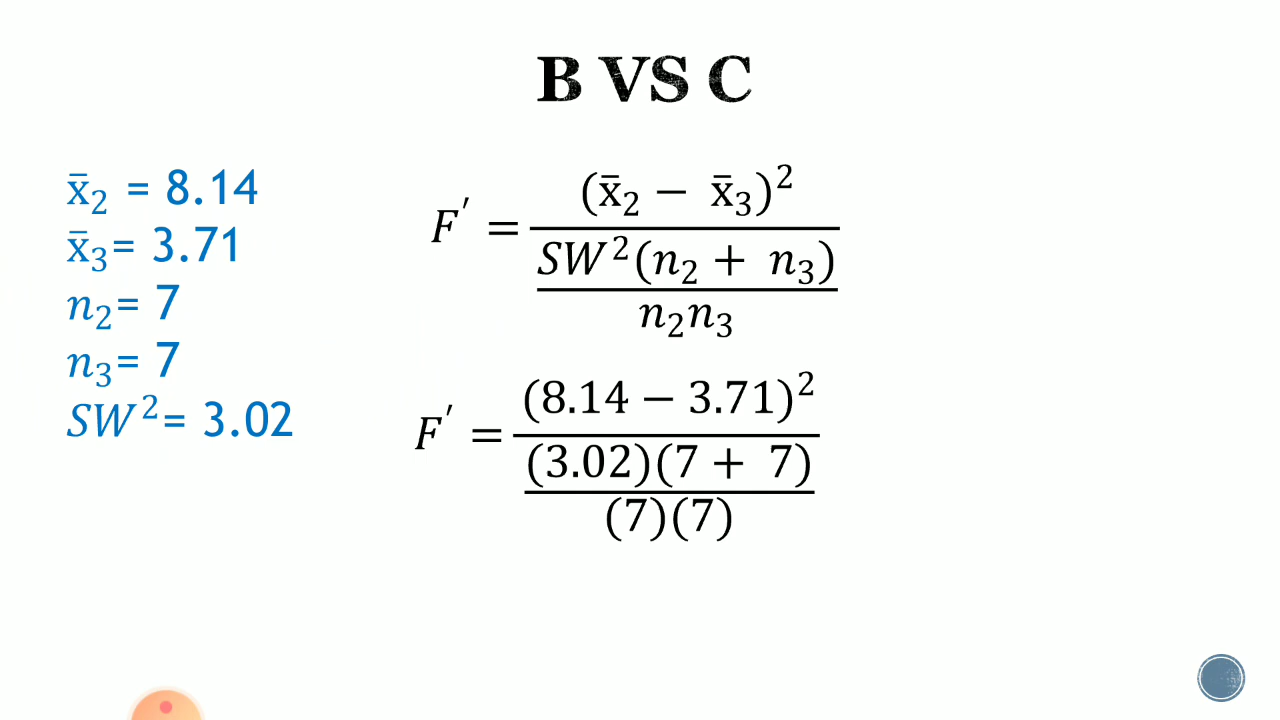 B VS C
x̄₂ = 8.14
x̄₃= 3.71
n₂= 7
n₃= 7
SW²= 3.02
F′ = (x̄₂ − x̄₃)²
SW²(n₂ + n₃)
n₂n₃
F′ = (8.14 − 3.71)²
(3.02)(7 + 7)
(7)(7)